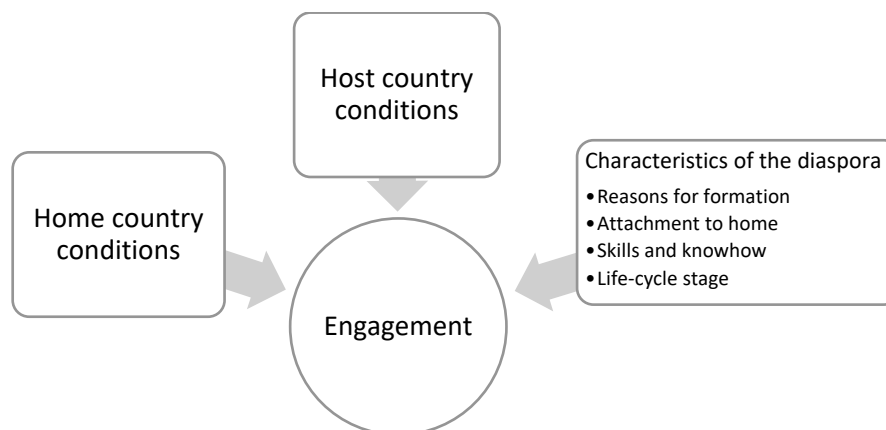 Host country
conditions
Home country
conditions
Characteristics of the diaspora
•Reasons for formation
•Attachment to home
•Skills and knowhow
•Life-cycle stage
Engagement